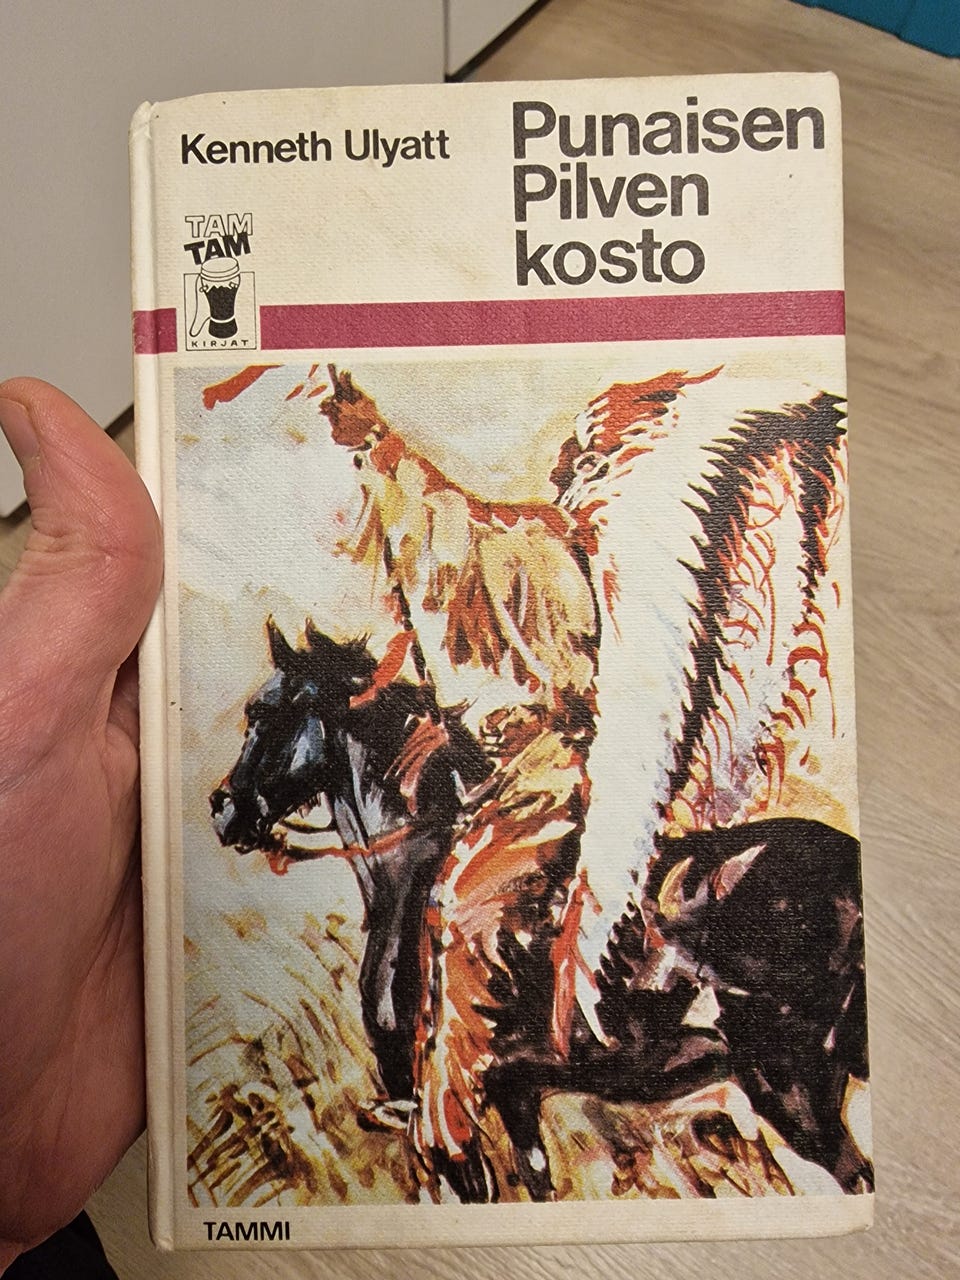 Kenneth Ulyatt
Punaisen
Pilven
kosto
TAM
TAM
KIRJAT
TAMMI